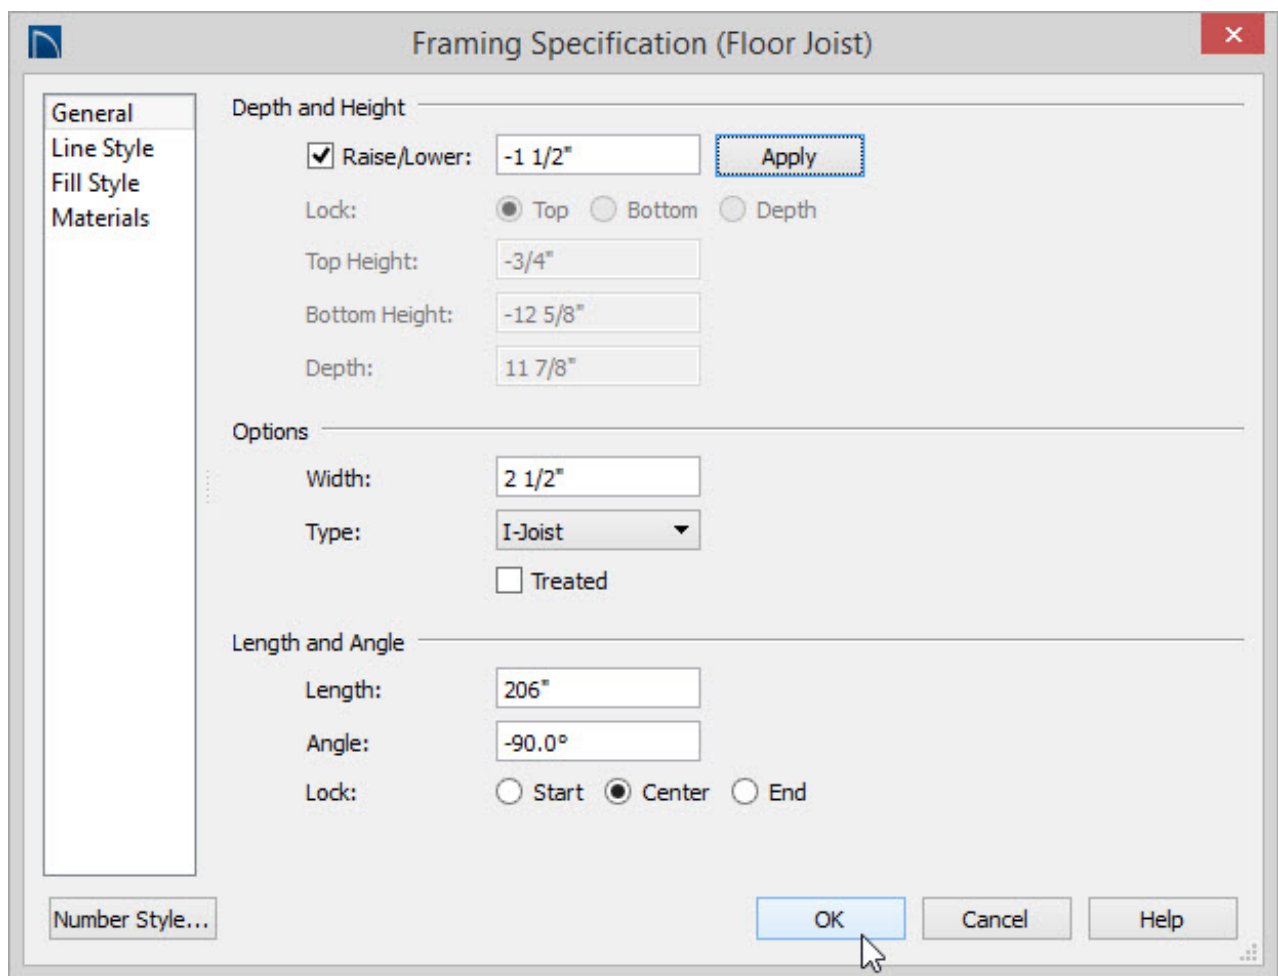 Framing Specification (Floor Joist)
General
Line Style
Fill Style
Materials
Depth and Height
Raise/Lower: -1 1/2" Apply
Lock: Top Bottom Depth
Top Height: -3/4"
Bottom Height: -12 5/8"
Depth: 11 7/8"
Options
Width: 2 1/2"
Type: I-Joist
Treated
Length and Angle
Length: 206"
Angle: -90.0°
Lock: Start Center End
Number Style... OK Cancel Help